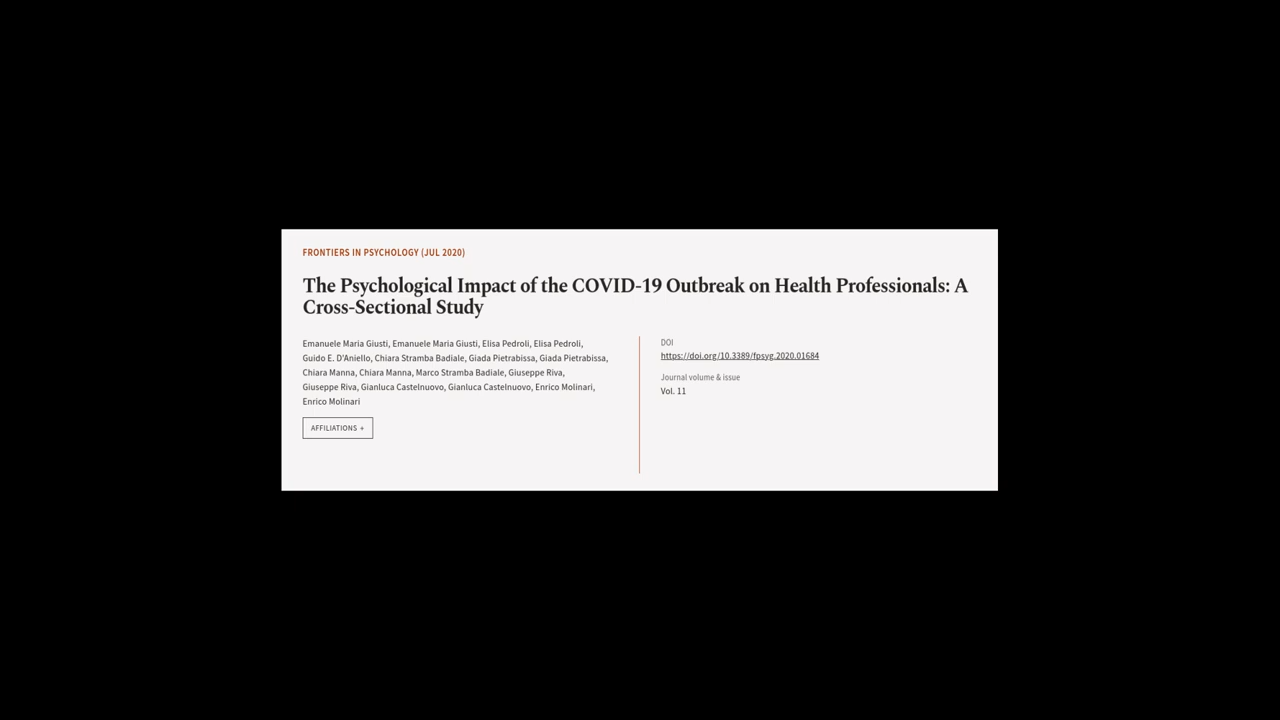 FRONTIERS IN PSYCHOLOGY (JUL 2020)
The Psychological Impact of the COVID-19 Outbreak on Health Professionals: A
Cross-Sectional Study
Emanuele Maria Giusti, Emanuele Maria Giusti, Elisa Pedroli, Elisa Pedroli,
Guido E. D'Aniello, Chiara Stramba Badiale, Giada Pietrabissa, Giada Pietrabissa,
Chiara Manna, Chiara Manna, Marco Stramba Badiale, Giuseppe Riva,
Giuseppe Riva, Gianluca Castelnuovo, Gianluca Castelnuovo, Enrico Molinari,
Enrico Molinari
AFFILIATIONS +
DOI
https://doi.org/10.3389/fpsyg.2020.01684
Journal volume & issue
Vol. 11